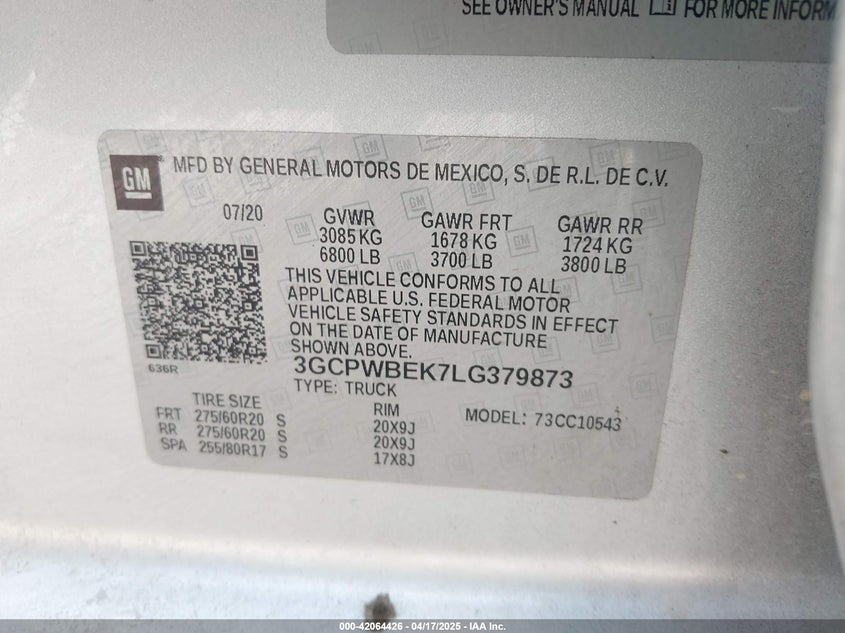 SEE OWNER'S MANUAL FOR MORE INFORM
GM
MFD BY GENERAL MOTORS DE MEXICO, S. DE R.L. DE C.V.
07/20 GVWR GAWR FRT GAWR RR
3085 KG 1678 KG 1724 KG
6800 LB 3700 LB 3800 LB
THIS VEHICLE CONFORMS TO ALL
APPLICABLE U.S. FEDERAL MOTOR
VEHICLE SAFETY STANDARDS IN EFFECT
ON THE DATE OF MANUFACTURE
SHOWN ABOVE.
636R
3GCPWBEK7LG379873
TYPE: TRUCK
TIRE SIZE RIM MODEL: 73CC10543
FRT 275/60R20 S 20X9J
RR 275/60R20 S 20X9J
SPA 255/80R17 S 17X8J
000-42064426 - 04/17/2025 - IAA Inc.